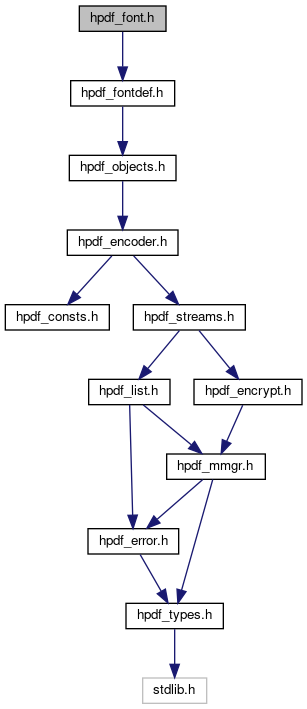 hpdf_font.h
hpdf_fontdef.h
hpdf_objects.h
hpdf_encoder.h
hpdf_consts.h
hpdf_streams.h
hpdf_list.h
hpdf_encrypt.h
hpdf_mmgr.h
hpdf_error.h
hpdf_types.h
stdlib.h